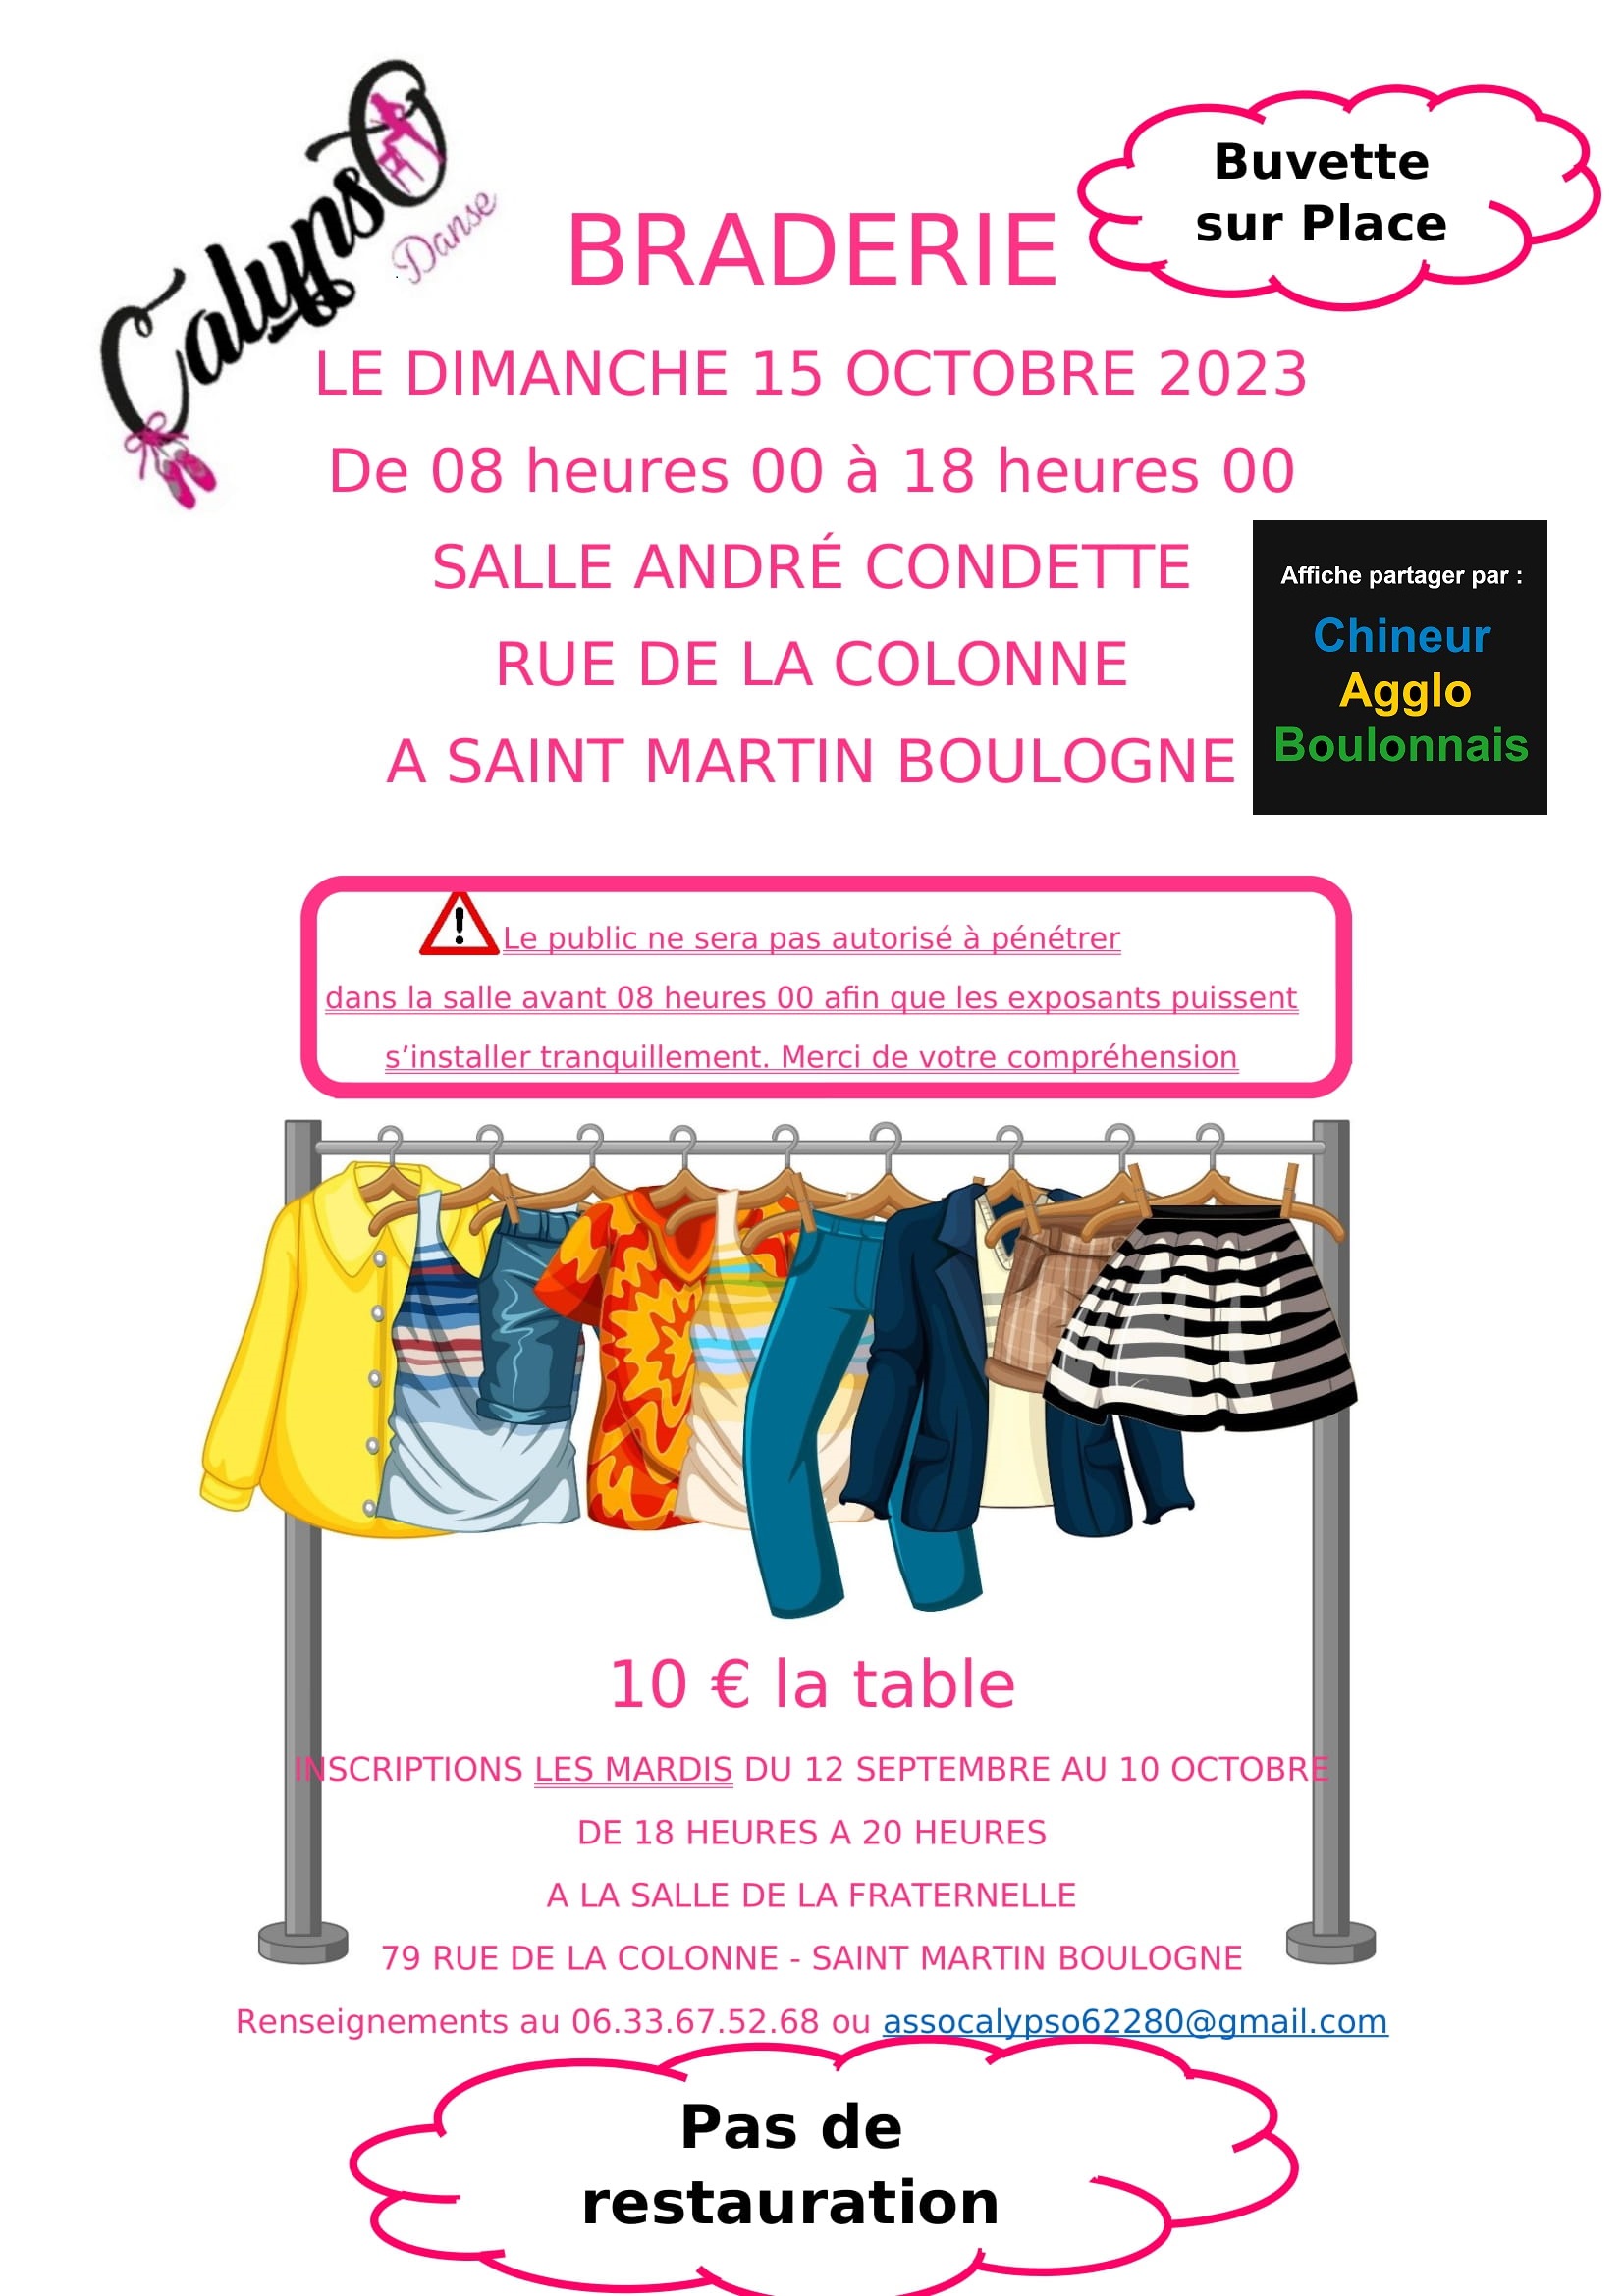 CalypsO
Danse
Buvette
sur Place
BRADERIE
LE DIMANCHE 15 OCTOBRE 2023
De 08 heures 00 à 18 heures 00
SALLE ANDRÉ CONDETTE
RUE DE LA COLONNE
A SAINT MARTIN BOULOGNE
Affiche partager par :
Chineur
Agglo
Boulonnais
Le public ne sera pas autorisé à pénétrer
dans la salle avant 08 heures 00 afin que les exposants puissent
s’installer tranquillement. Merci de votre compréhension
10 € la table
INSCRIPTIONS LES MARDIS DU 12 SEPTEMBRE AU 10 OCTOBRE
DE 18 HEURES A 20 HEURES
A LA SALLE DE LA FRATERNELLE
79 RUE DE LA COLONNE - SAINT MARTIN BOULOGNE
Renseignements au 06.33.67.52.68 ou assocalypso62280@gmail.com
Pas de
restauration